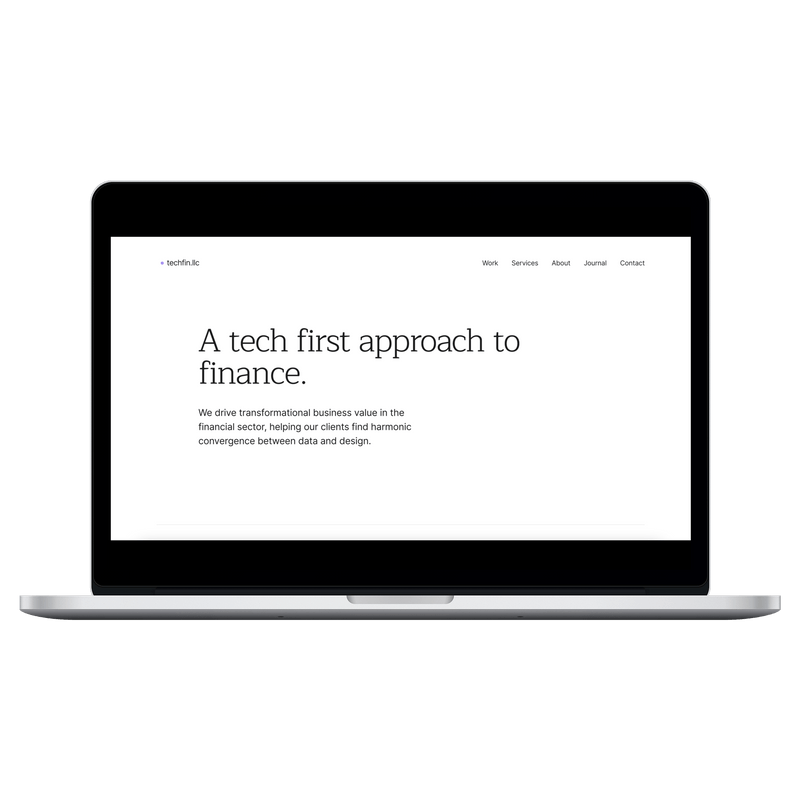 techfin.llc
Work Services About Journal Contact
A tech first approach to
finance.
We drive transformational business value in the
financial sector, helping our clients find harmonic
convergence between data and design.